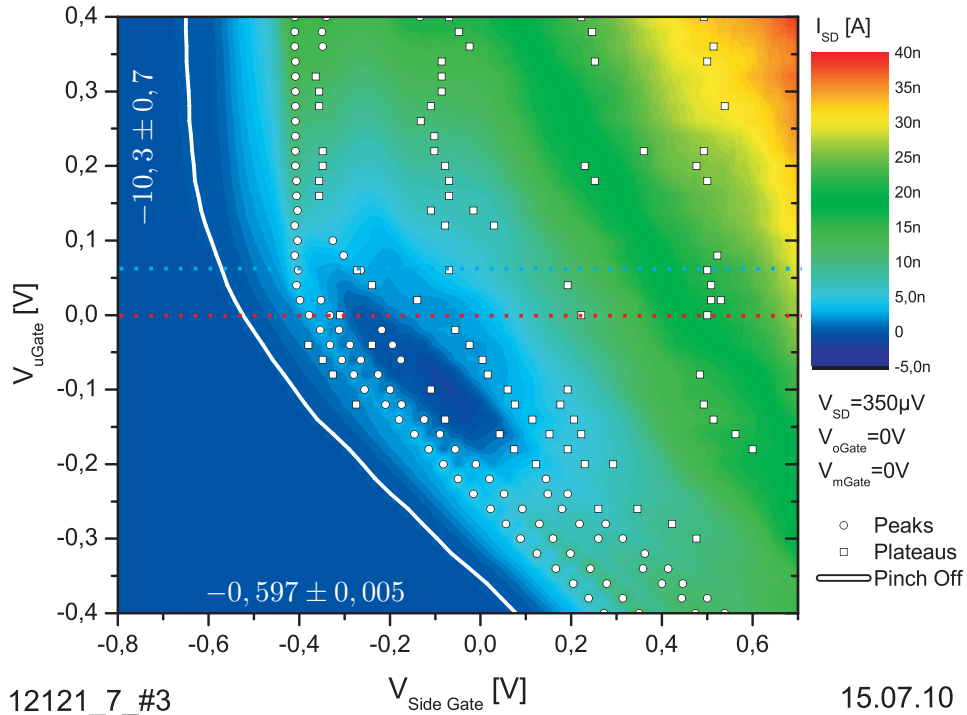 0,4
0,3
0,2
0,1
0,0
-0,1
-0,2
-0,3
-0,4
V_uGate [V]
−10,3 ± 0,7
−0,597 ± 0,005
-0,8
-0,6
-0,4
-0,2
0,0
0,2
0,4
0,6
V_Side Gate [V]
I_SD [A]
40n
35n
30n
25n
20n
15n
10n
5,0n
0
-5,0n
V_SD=350µV
V_oGate=0V
V_mGate=0V
Peaks
Plateaus
Pinch Off
12121_7_#3
15.07.10